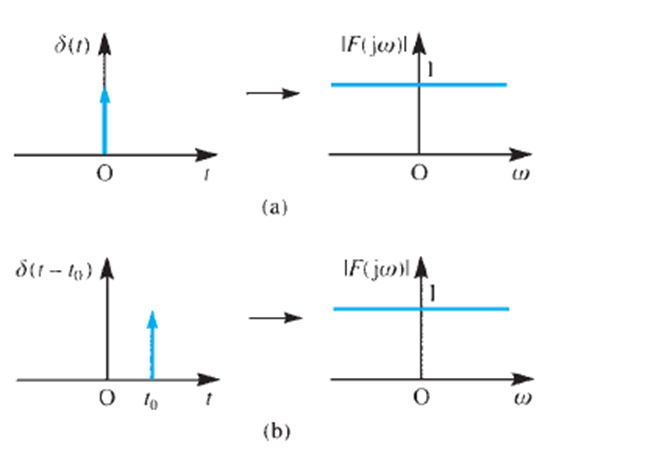 δ(t) |F(jω)|
1
O t O ω
(a)
δ(t − t₀) |F(jω)|
1
O t₀ t O ω
(b)